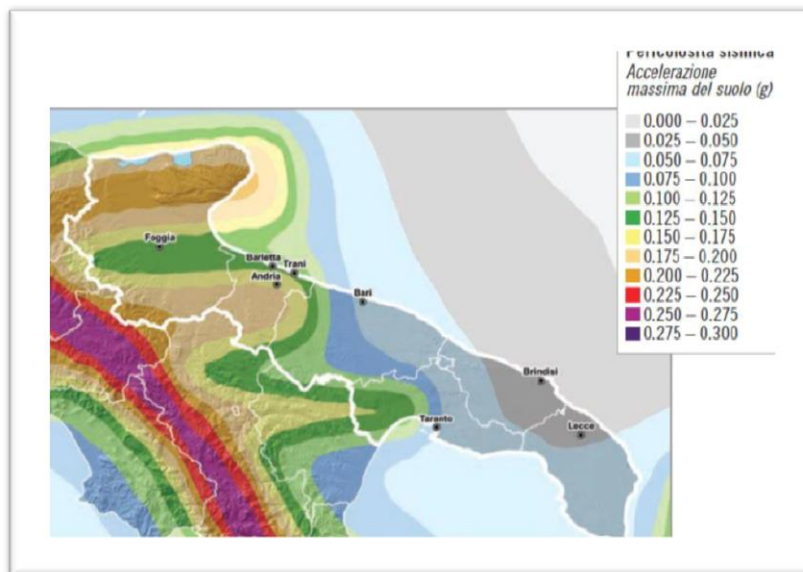 Pericolosità sismica
Accelerazione
massima del suolo (g)
0.000 – 0.025
0.025 – 0.050
0.050 – 0.075
0.075 – 0.100
0.100 – 0.125
0.125 – 0.150
0.150 – 0.175
0.175 – 0.200
0.200 – 0.225
0.225 – 0.250
0.250 – 0.275
0.275 – 0.300
Foggia
Barletta
Trani
Andria
Bari
Brindisi
Taranto
Lecce